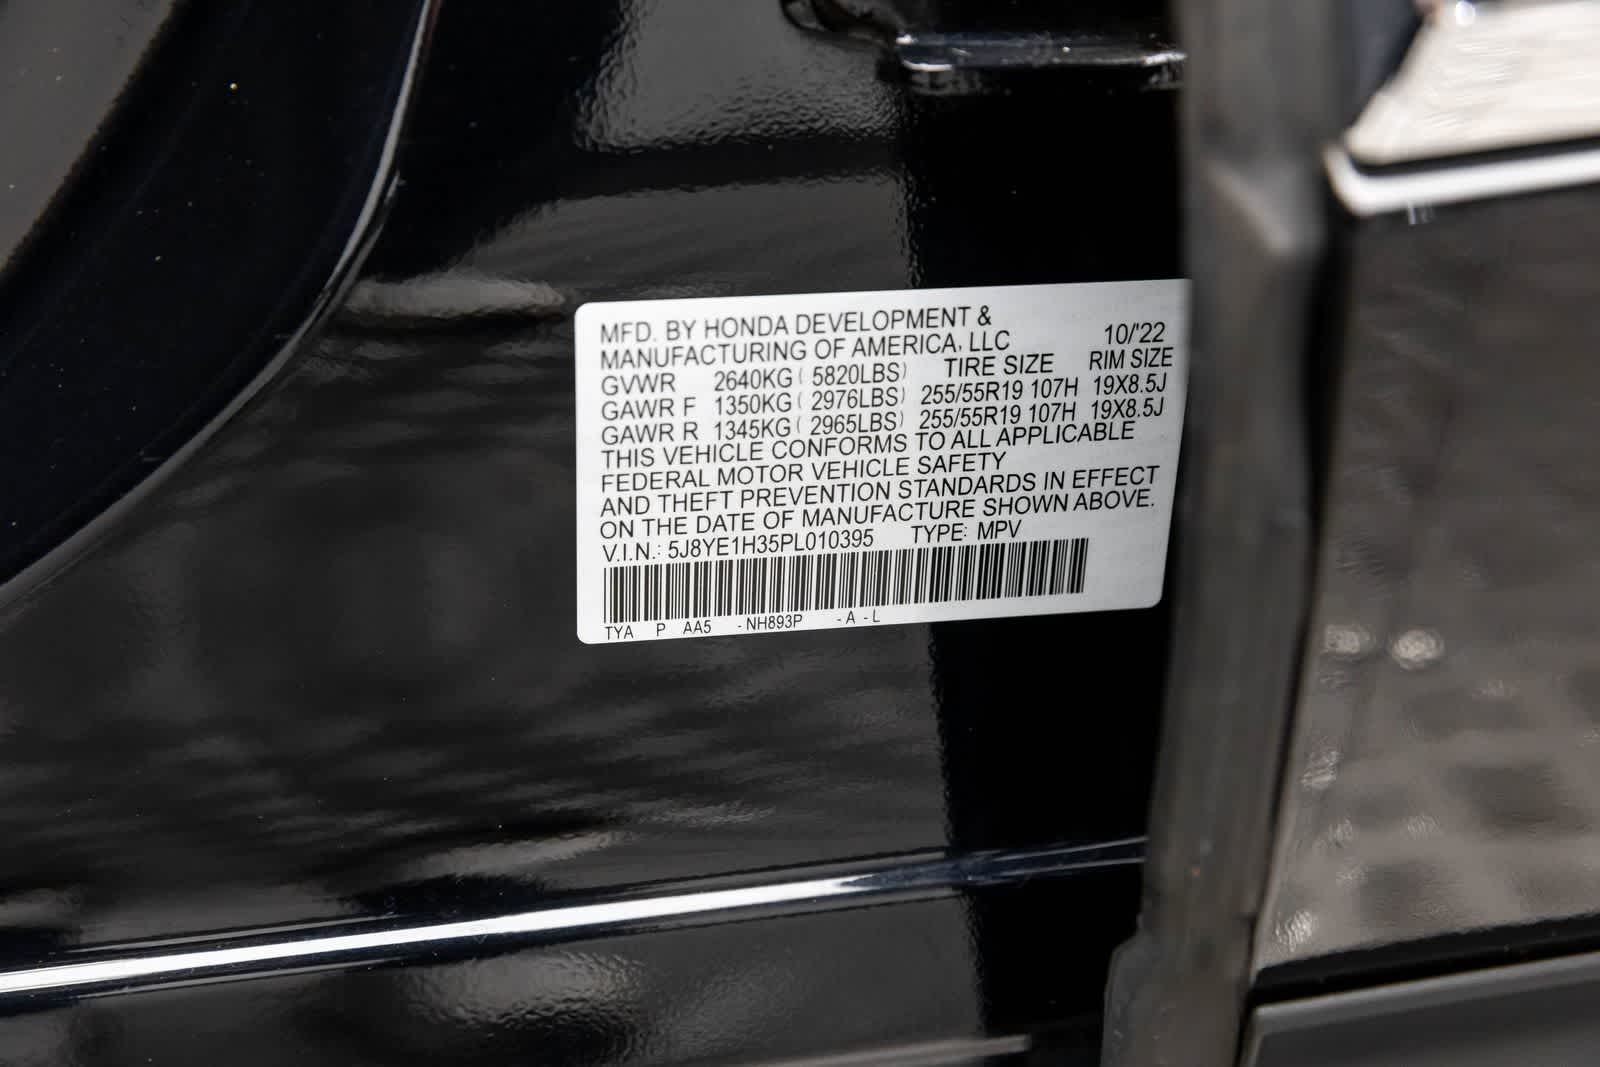 MFD. BY HONDA DEVELOPMENT &
MANUFACTURING OF AMERICA, LLC 10/'22
GVWR 2640KG ( 5820LBS) TIRE SIZE RIM SIZE
GAWR F 1350KG ( 2976LBS) 255/55R19 107H 19X8.5J
GAWR R 1345KG ( 2965LBS) 255/55R19 107H 19X8.5J
THIS VEHICLE CONFORMS TO ALL APPLICABLE
FEDERAL MOTOR VEHICLE SAFETY
AND THEFT PREVENTION STANDARDS IN EFFECT
ON THE DATE OF MANUFACTURE SHOWN ABOVE.
V.I.N.: 5J8YE1H35PL010395 TYPE: MPV
TYA P AA5 - NH893P - A - L